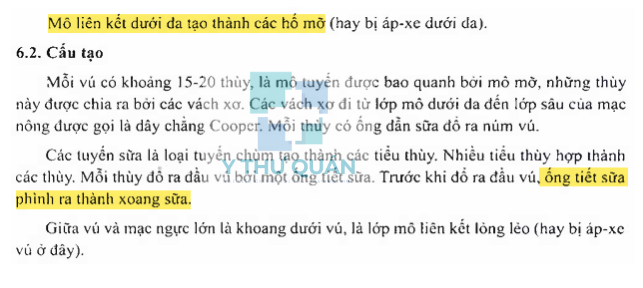 Mô liên kết dưới da tạo thành các hố mỡ (hay bị áp-xe dưới da).
6.2. Cấu tạo
Mỗi vú có khoảng 15-20 thùy, là mô tuyến được bao quanh bởi mô mỡ, những thùy
này được chia ra bởi các vách xơ. Các vách xơ đi từ lớp mô dưới da đến lớp sâu của mạc
nông được gọi là dây chằng Cooper. Mỗi thùy có ống dẫn sữa đổ ra núm vú.
Các tuyến sữa là loại tuyến chùm tạo thành các tiểu thùy. Nhiều tiểu thùy hợp thành
các thùy. Mỗi thùy đổ ra đầu vú bởi một ống tiết sữa. Trước khi đổ ra đầu vú, ống tiết sữa
phình ra thành xoang sữa.
Y THƯ QUÁN
Giữa vú và mạc ngực lớn là khoang dưới vú, là lớp mô liên kết lỏng lẻo (hay bị áp-xe
vú ở đây).